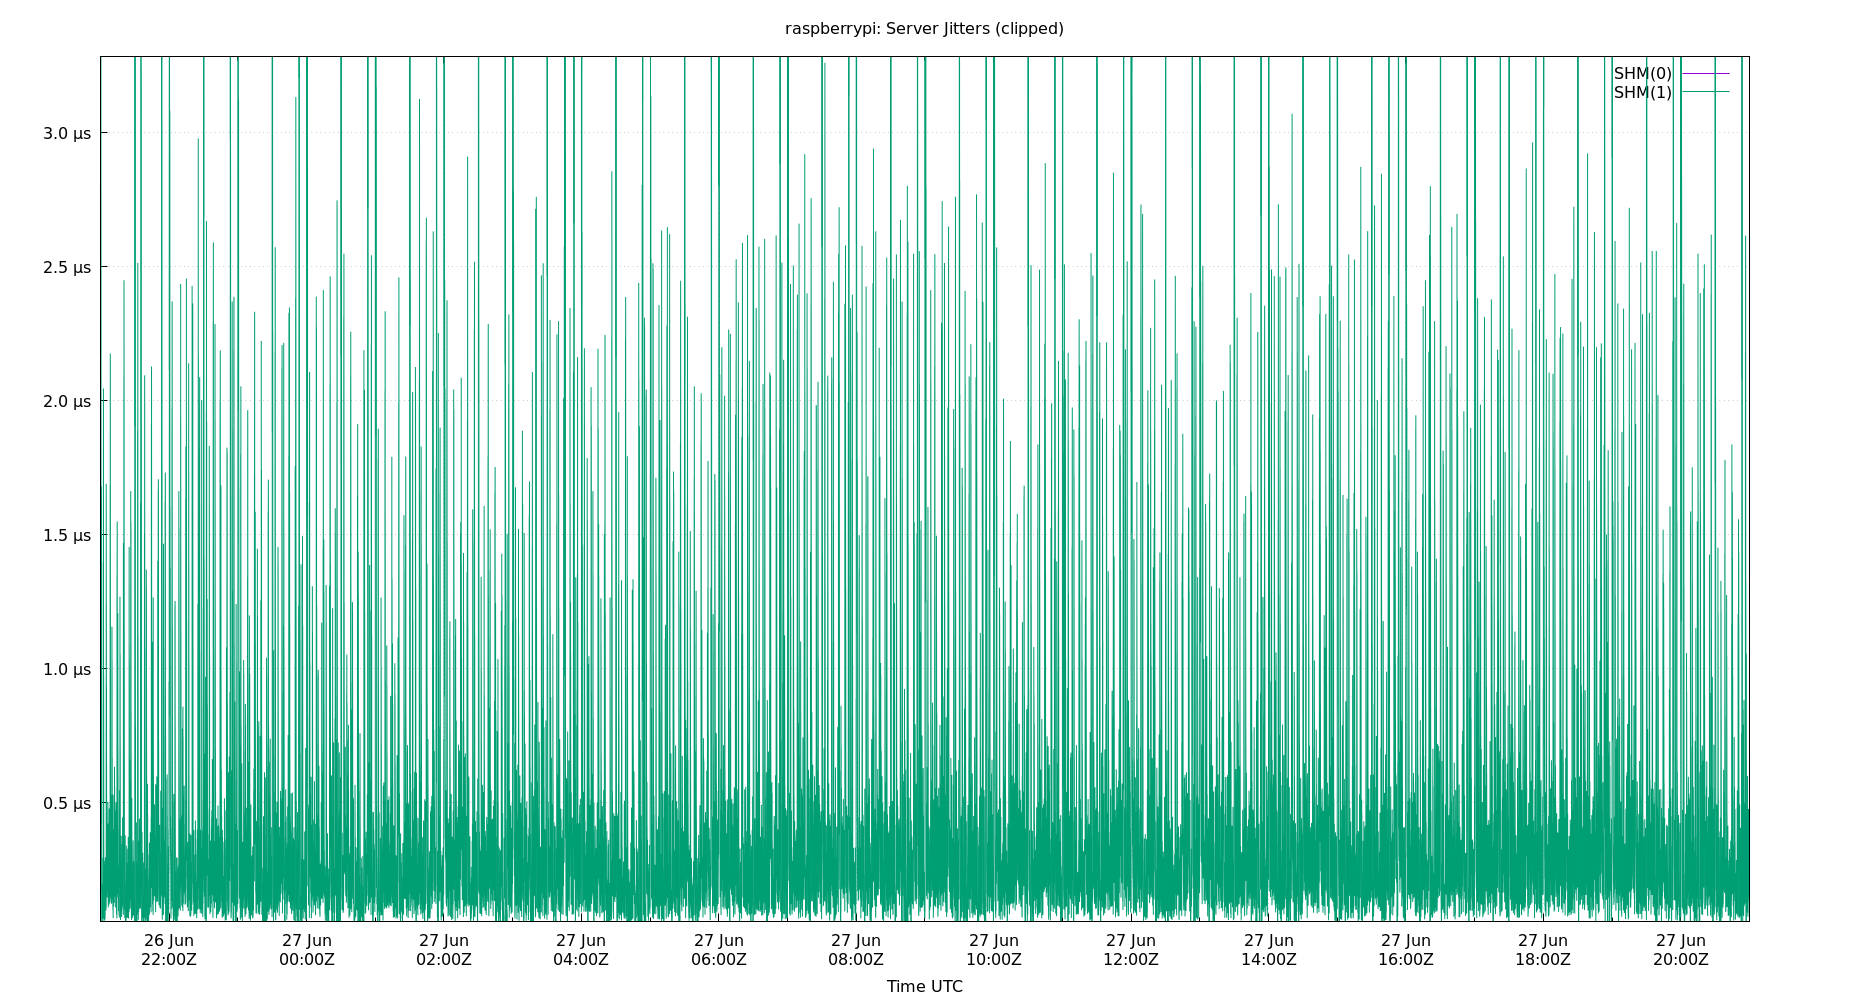 raspberrypi: Server Jitters (clipped)
SHM(0)
SHM(1)
3.0 µs
2.5 µs
2.0 µs
1.5 µs
1.0 µs
0.5 µs
26 Jun 27 Jun 27 Jun 27 Jun 27 Jun 27 Jun 27 Jun 27 Jun 27 Jun 27 Jun 27 Jun 27 Jun
22:00Z 00:00Z 02:00Z 04:00Z 06:00Z 08:00Z 10:00Z 12:00Z 14:00Z 16:00Z 18:00Z 20:00Z
Time UTC